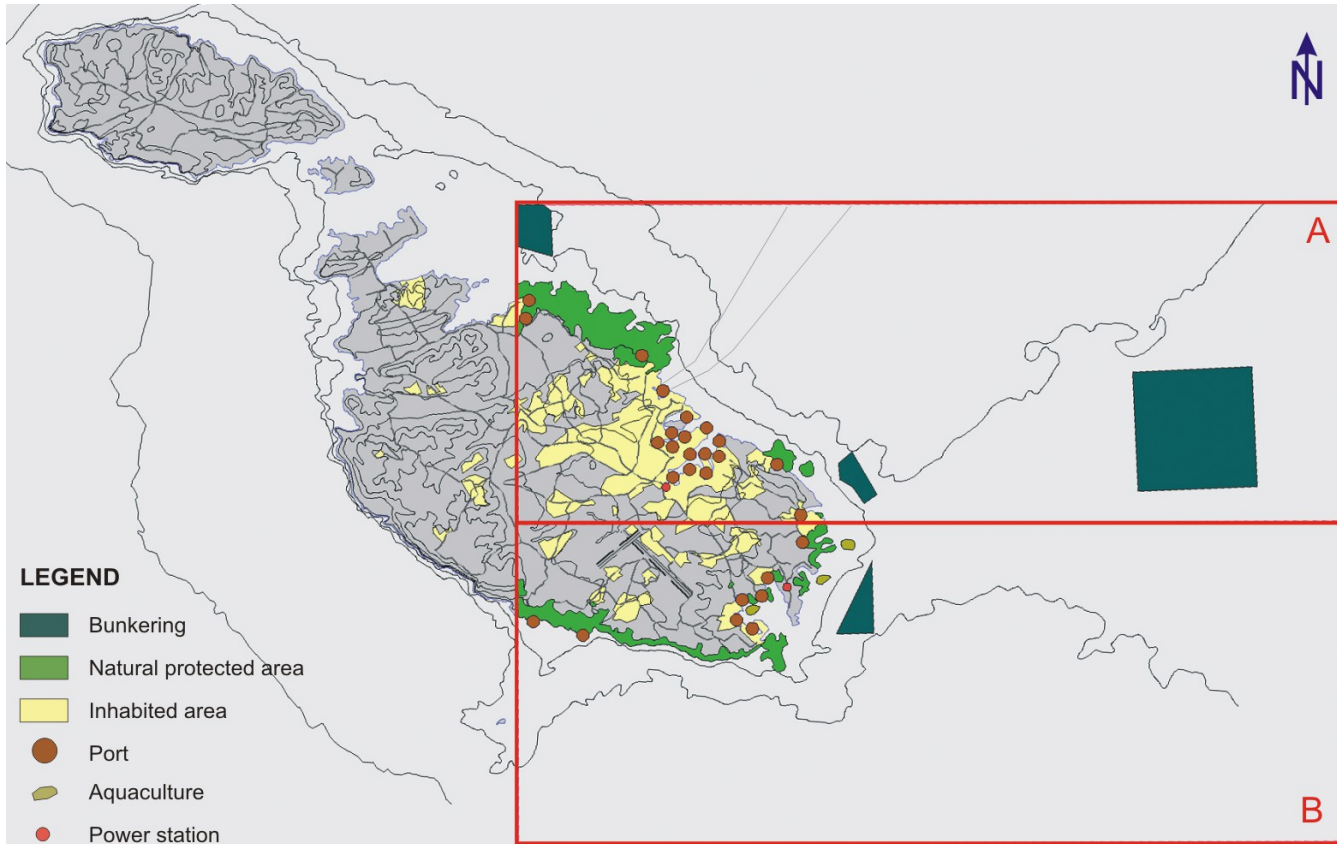 N
A
LEGEND
Bunkering
Natural protected area
Inhabited area
Port
Aquaculture
Power station
B